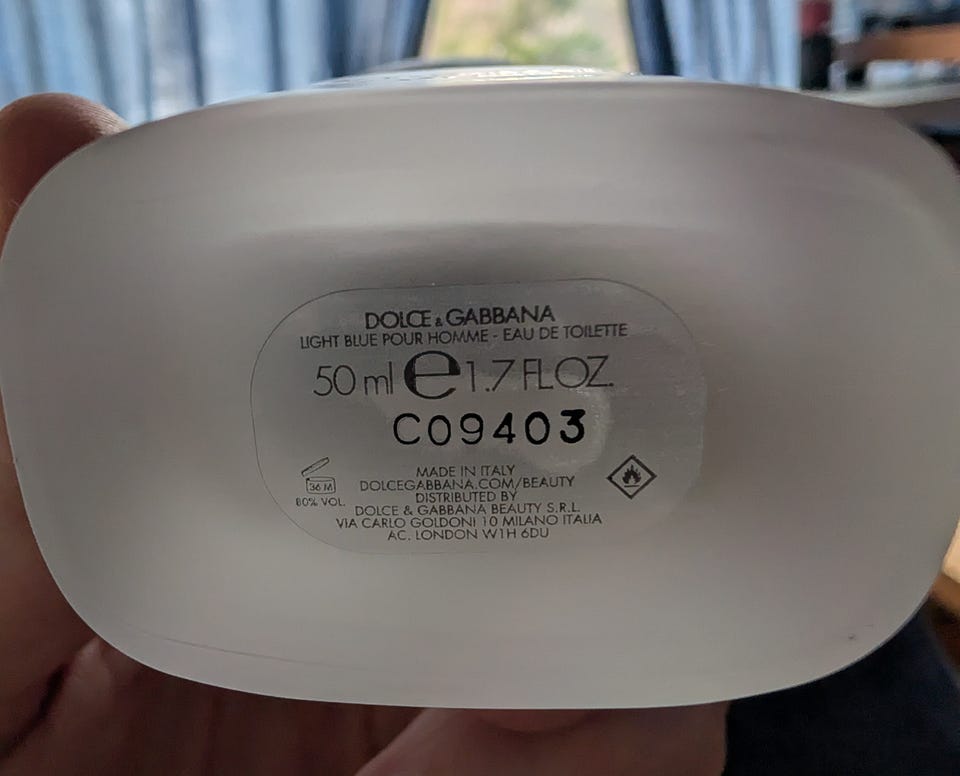 DOLCE & GABBANA
LIGHT BLUE POUR HOMME - EAU DE TOILETTE
50 ml e 1.7 FL OZ.
C09403
36 M
80% VOL.
MADE IN ITALY
DOLCEGABBANA.COM/BEAUTY
DISTRIBUTED BY
DOLCE & GABBANA BEAUTY S.R.L.
VIA CARLO GOLDONI 10 MILANO ITALIA
AC. LONDON W1H 6DU